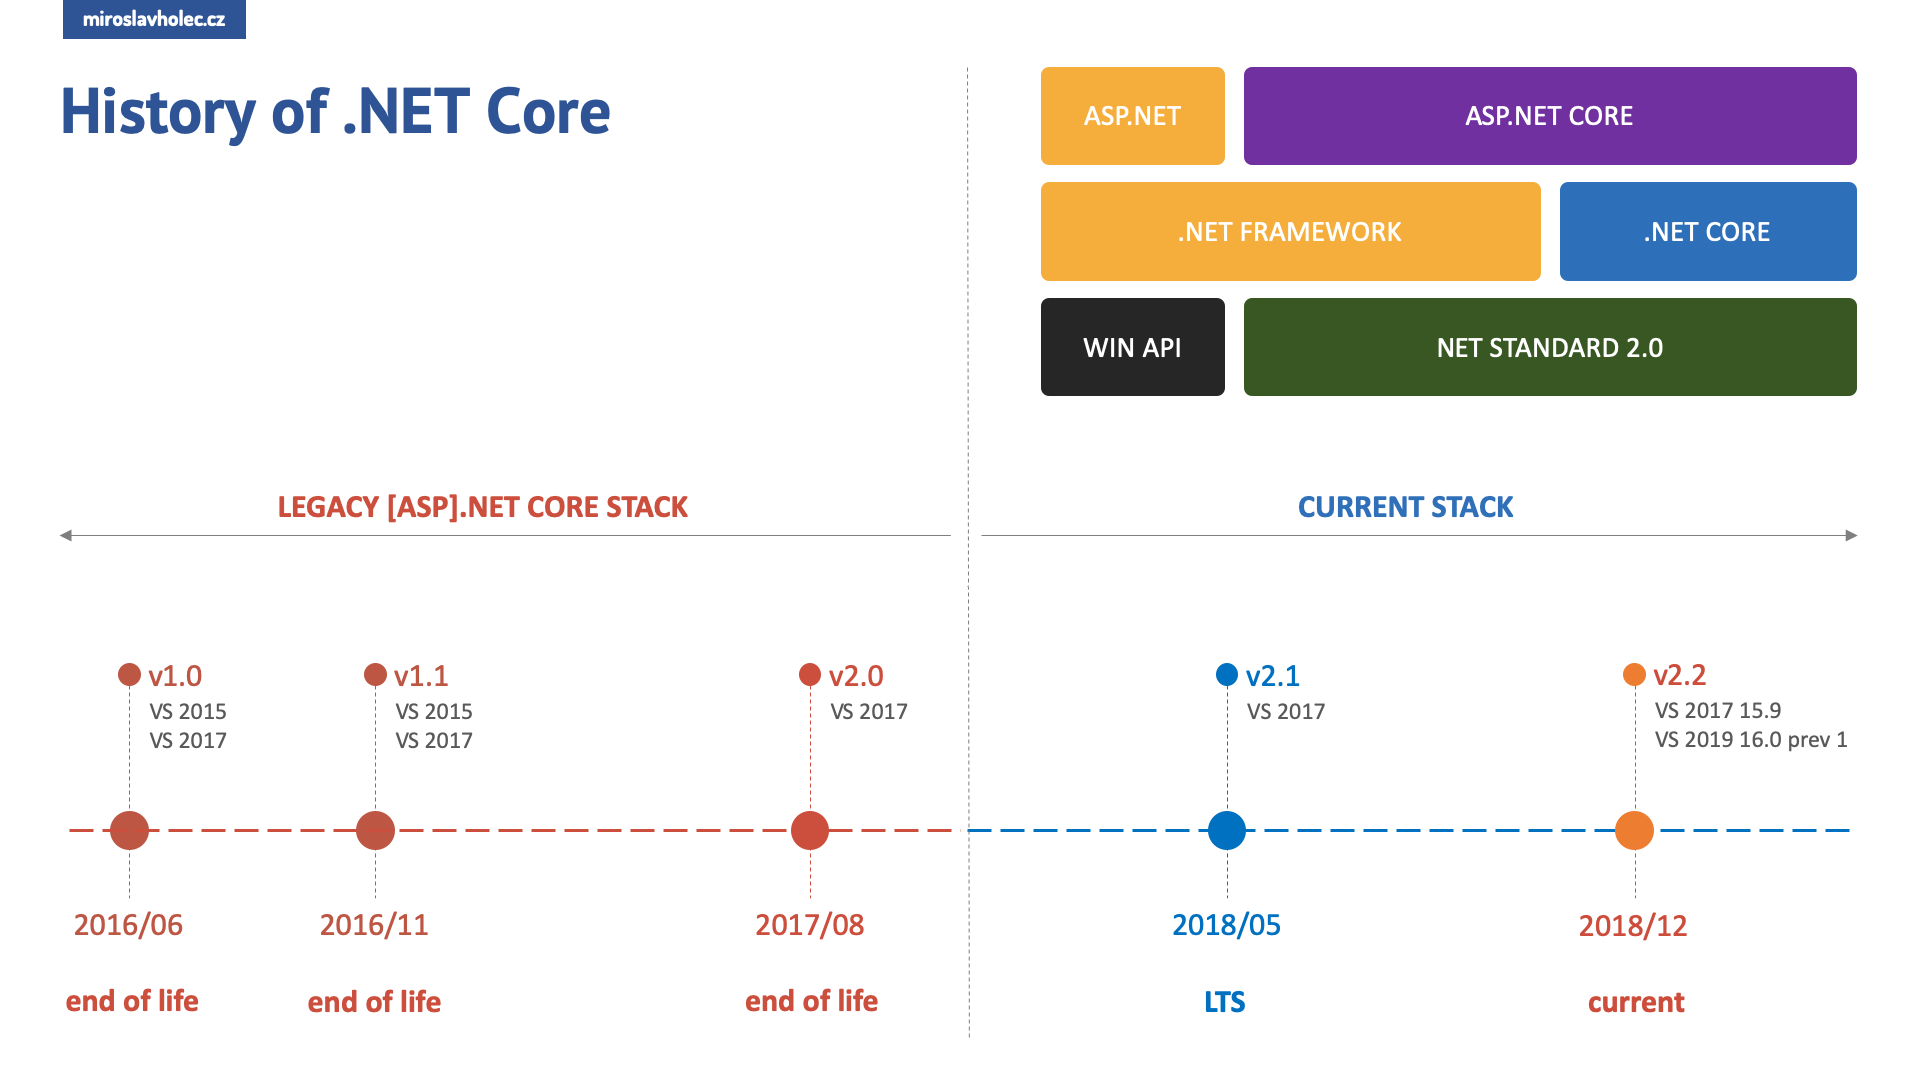 miroslavholec.cz
History of .NET Core
ASP.NET
ASP.NET CORE
.NET FRAMEWORK
.NET CORE
WIN API
NET STANDARD 2.0
LEGACY [ASP].NET CORE STACK
CURRENT STACK
v1.0
VS 2015
VS 2017
v1.1
VS 2015
VS 2017
v2.0
VS 2017
v2.1
VS 2017
v2.2
VS 2017 15.9
VS 2019 16.0 prev 1
2016/06
2016/11
2017/08
2018/05
2018/12
end of life
end of life
end of life
LTS
current